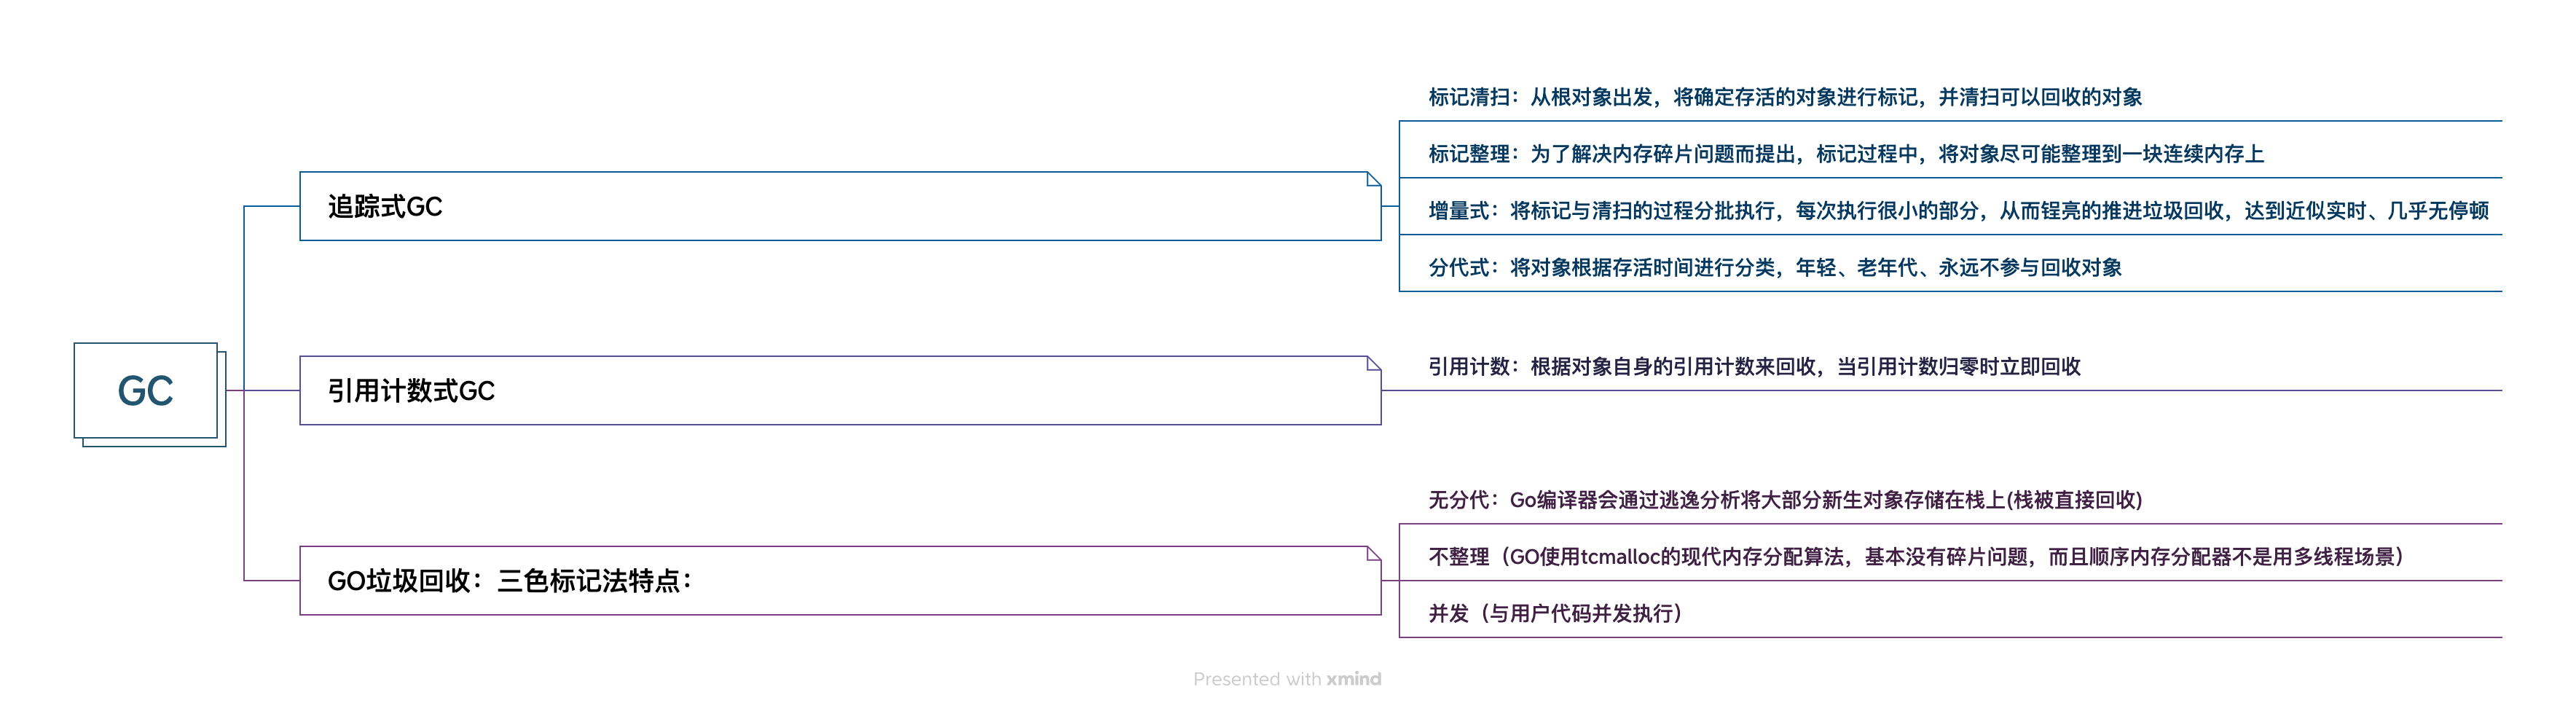 标记清扫：从根对象出发，将确定存活的对象进行标记，并清扫可以回收的对象
标记整理：为了解决内存碎片问题而提出，标记过程中，将对象尽可能整理到一块连续内存上
追踪式GC
增量式：将标记与清扫的过程分批执行，每次执行很小的部分，从而锃亮的推进垃圾回收，达到近似实时、几乎无停顿
分代式：将对象根据存活时间进行分类，年轻、老年代、永远不参与回收对象
GC
引用计数式GC
引用计数：根据对象自身的引用计数来回收，当引用计数归零时立即回收
无分代：Go编译器会通过逃逸分析将大部分新生对象存储在栈上(栈被直接回收)
GO垃圾回收：三色标记法特点：
不整理（GO使用tcmalloc的现代内存分配算法，基本没有碎片问题，而且顺序内存分配器不是用多线程场景）
并发（与用户代码并发执行）
Presented with xmind